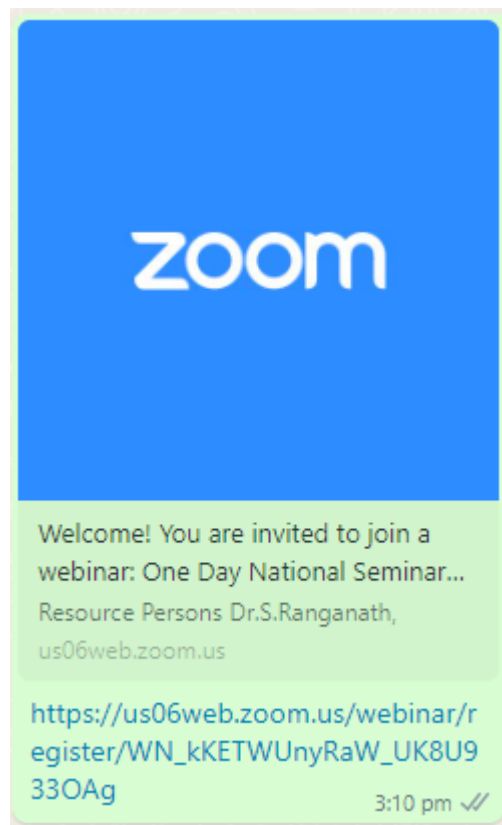 zoom
Welcome! You are invited to join a
webinar: One Day National Seminar...
Resource Persons Dr.S.Ranganath,
us06web.zoom.us
https://us06web.zoom.us/webinar/r
egister/WN_kKETWUnyRaW_UK8U9
33OAg
3:10 pm